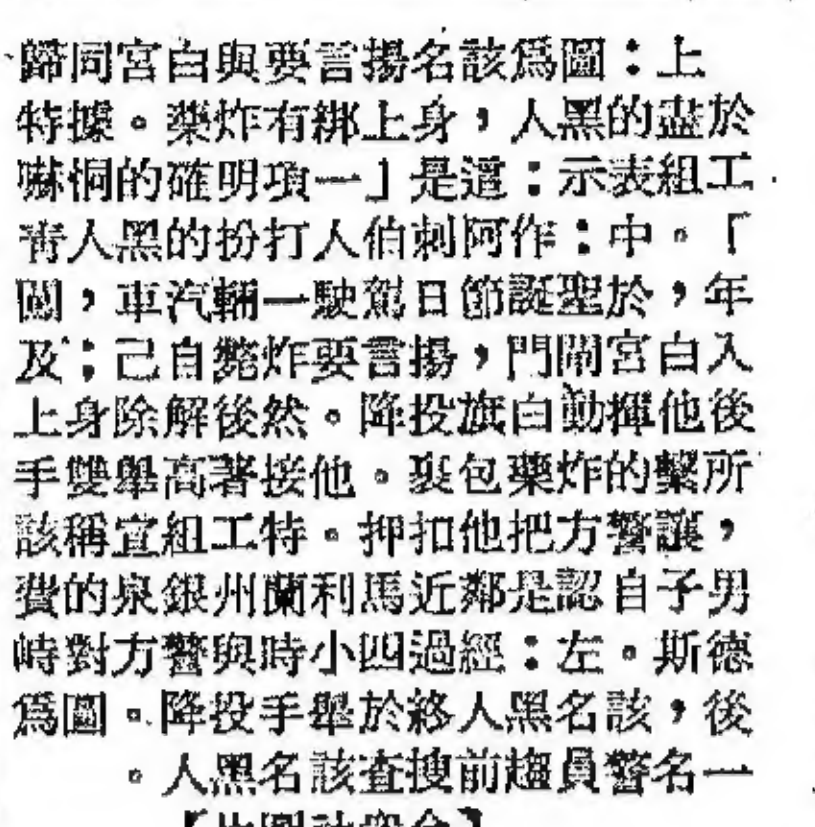 上：圖爲該名揚言要與白宮同歸
於盡的黑人，身上綁有炸藥。據特
工組表示：這是「一項明確的恫嚇
」。中：作阿刺伯人打扮的黑人青
年，於聖誕節日駕駛一輛汽車，闖
入白宮閘門，揚言要炸斃自己；及
後他揮動白旗投降。然後解除身上
所繫的炸藥包裹。他接著高舉雙手
，讓警方把他扣押。特工組宣稱該
男子自認是鄰近馬利蘭州銀泉的費
德斯。左：經過四小時與警方對峙
後，該名黑人終於舉手投降。圖爲
一名警員趨前搜查該名黑人。